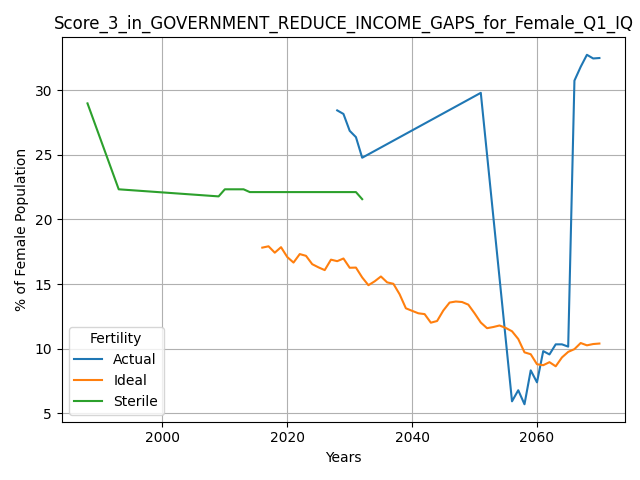 Score_3_in_GOVERNMENT_REDUCE_INCOME_GAPS_for_Female_Q1_IQ
% of Female Population
30
25
20
15
10
5
Fertility
Actual
Ideal
Sterile
2000
2020
2040
2060
Years